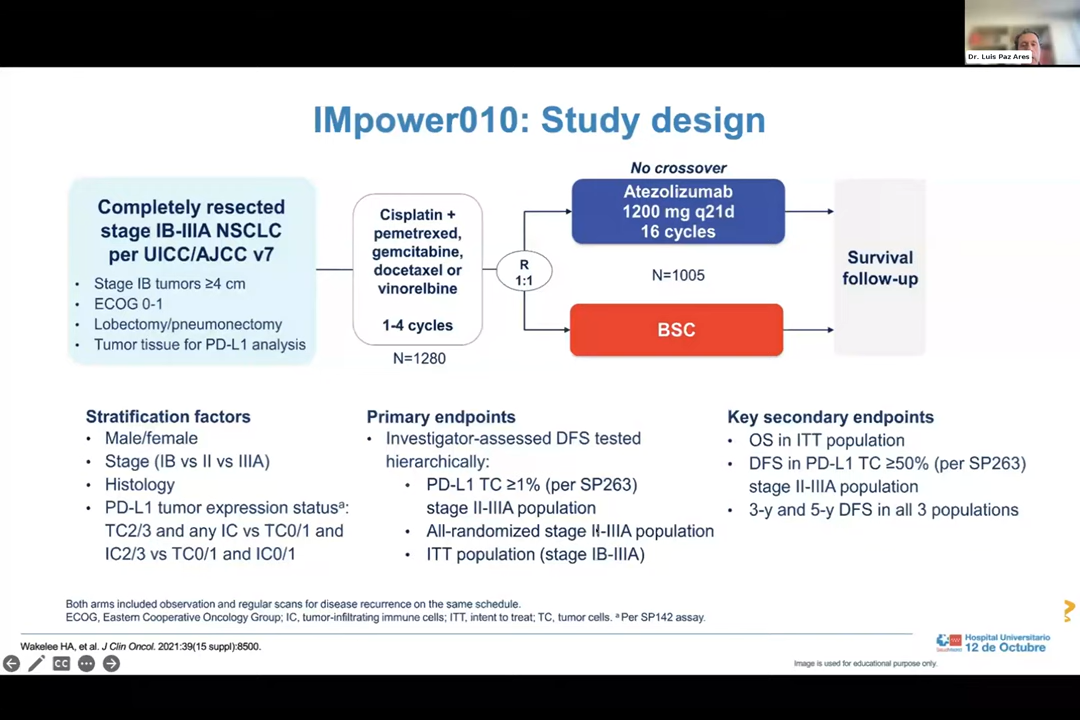 Dr. Luis Paz Ares
IMpower010: Study design
Completely resected
stage IB-IIIA NSCLC
per UICC/AJCC v7
• Stage IB tumors ≥4 cm
• ECOG 0-1
• Lobectomy/pneumonectomy
• Tumor tissue for PD-L1 analysis
Cisplatin +
pemetrexed,
gemcitabine,
docetaxel or
vinorelbine
1-4 cycles
N=1280
R
1:1
No crossover
Atezolizumab
1200 mg q21d
16 cycles
N=1005
BSC
Survival
follow-up
Stratification factors
• Male/female
• Stage (IB vs II vs IIIA)
• Histology
• PD-L1 tumor expression statusᵃ:
TC2/3 and any IC vs TC0/1 and
IC2/3 vs TC0/1 and IC0/1
Primary endpoints
• Investigator-assessed DFS tested
hierarchically:
• PD-L1 TC ≥1% (per SP263)
stage II-IIIA population
• All-randomized stage II-IIIA population
• ITT population (stage IB-IIIA)
Key secondary endpoints
• OS in ITT population
• DFS in PD-L1 TC ≥50% (per SP263)
stage II-IIIA population
• 3-y and 5-y DFS in all 3 populations
Both arms included observation and regular scans for disease recurrence on the same schedule.
ECOG, Eastern Cooperative Oncology Group; IC, tumor-infiltrating immune cells; ITT, intent to treat; TC, tumor cells. ᵃ Per SP142 assay.
Wakelee HA, et al. J Clin Oncol. 2021:39(15 suppl):8500.
CC
Hospital Universitario
12 de Octubre
Image is used for educational purpose only.